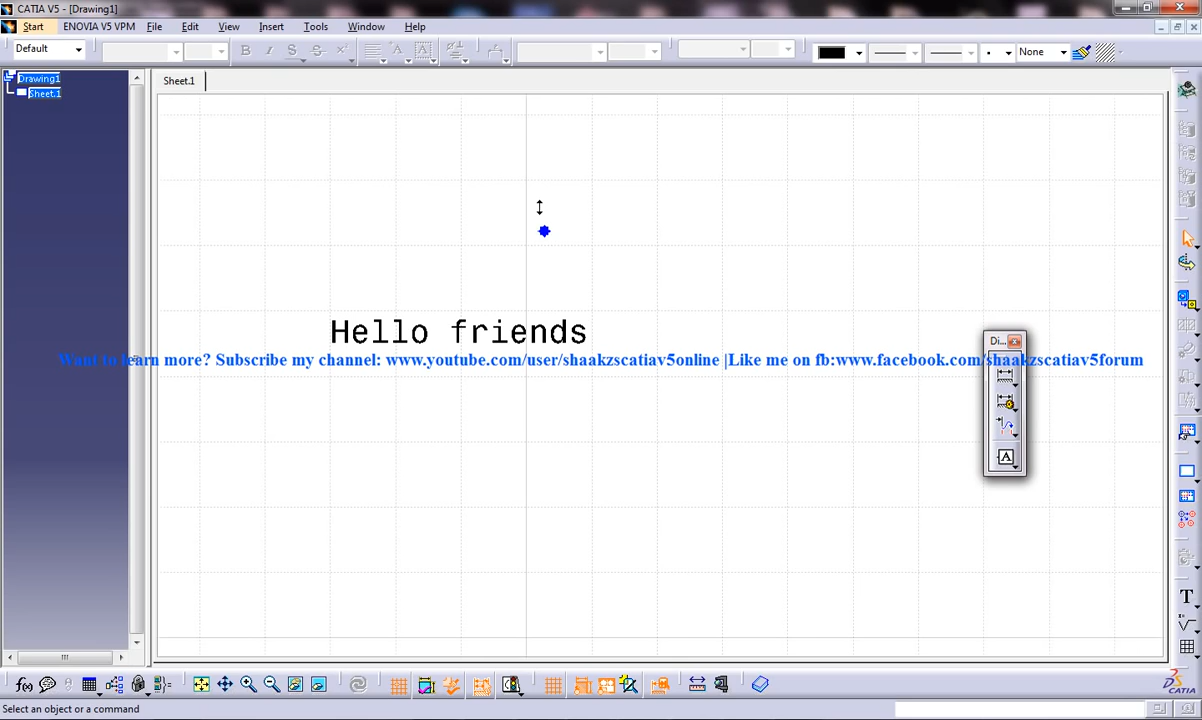 CATIA V5 - [Drawing1]
Start ENOVIA V5 VPM File Edit View Insert Tools Window Help
Default B I S S None
Drawing1
Sheet.1
Sheet.1
Hello friends
Want to learn more? Subscribe my channel: www.youtube.com/user/shaakzscatiav5online |Like me on fb:www.facebook.com/shaakzscatiav5forum
Di...
A
T
f(x)
CATIA
Select an object or a command